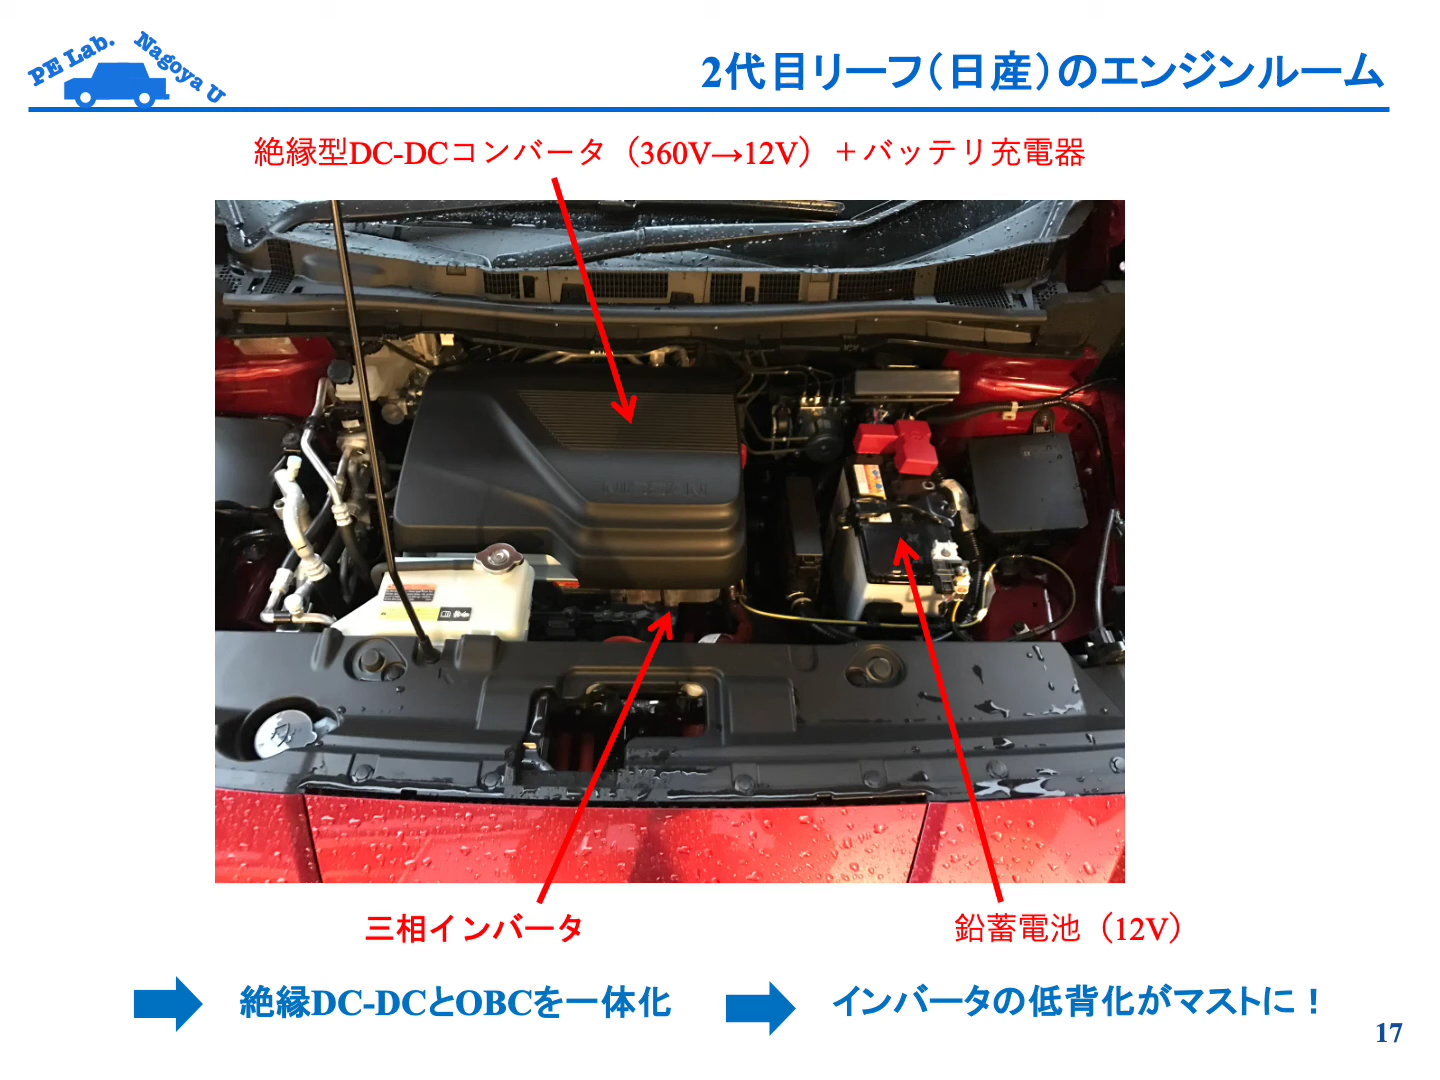 PE Lab. Nagoya U
2代目リーフ（日産）のエンジンルーム
絶縁型DC-DCコンバータ（360V→12V）＋バッテリ充電器
NISSAN
三相インバータ
鉛蓄電池（12V）
絶縁DC-DCとOBCを一体化
インバータの低背化がマストに！
17